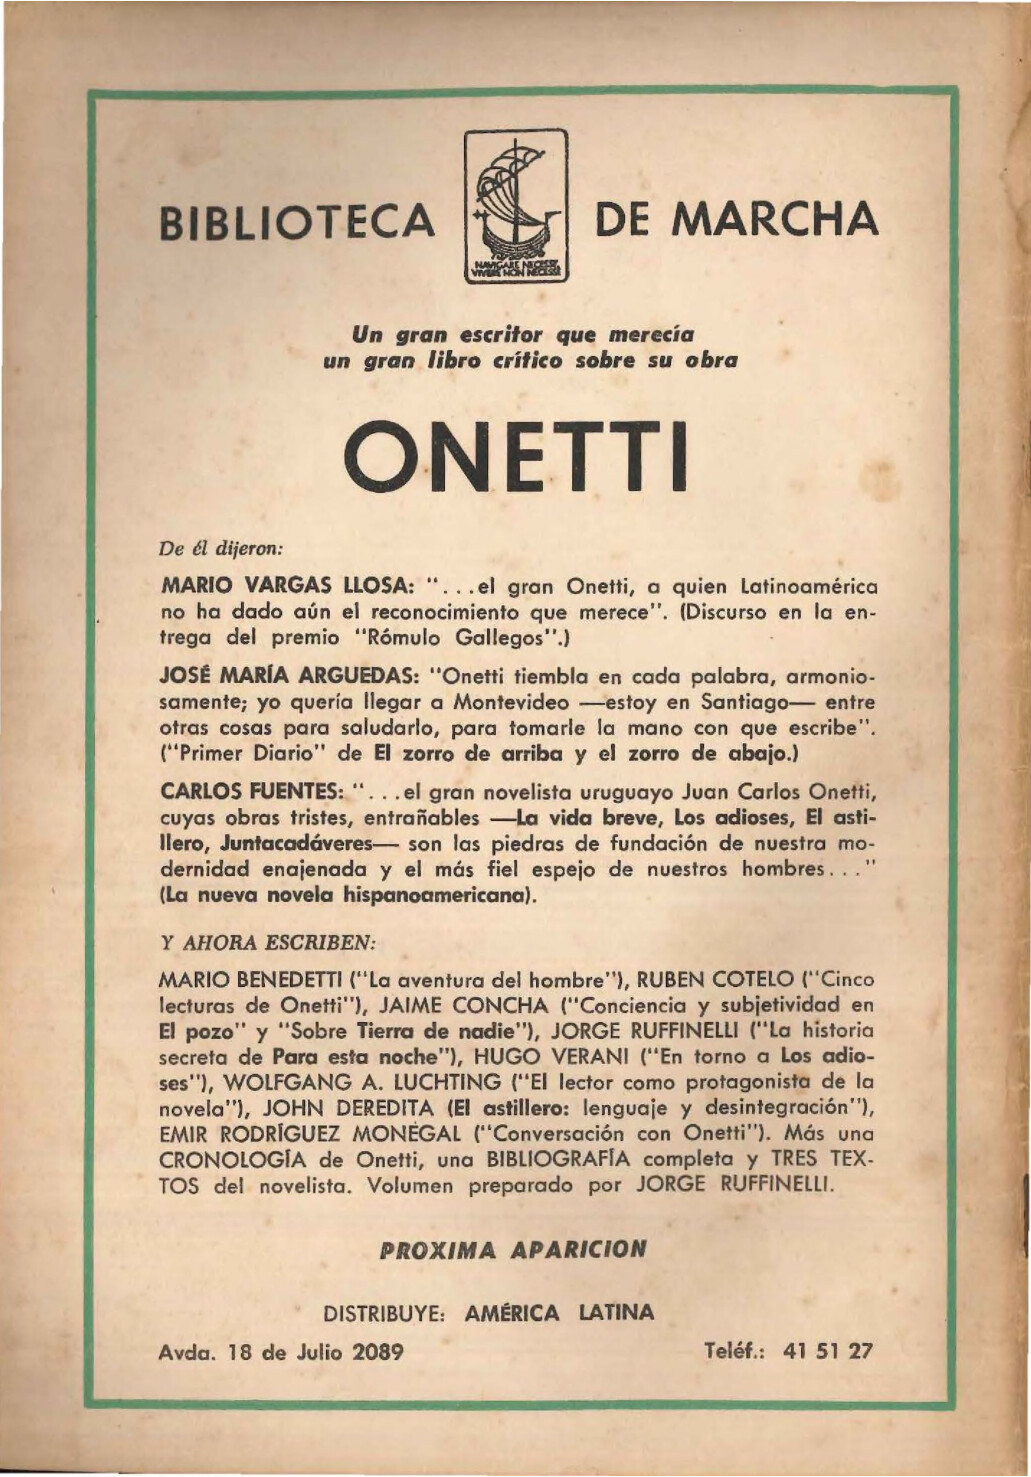 BIBLIOTECA DE MARCHA
NAVIGARE NECESSE
VIVERE NON NECESSE
Un gran escritor que merecía
un gran libro crítico sobre su obra
ONETTI
De él dijeron:
MARIO VARGAS LLOSA: "...el gran Onetti, a quien Latinoamérica
no ha dado aún el reconocimiento que merece". (Discurso en la en-
trega del premio "Rómulo Gallegos".)
JOSÉ MARÍA ARGUEDAS: "Onetti tiembla en cada palabra, armonio-
samente; yo quería llegar a Montevideo —estoy en Santiago— entre
otras cosas para saludarlo, para tomarle la mano con que escribe".
("Primer Diario" de El zorro de arriba y el zorro de abajo.)
CARLOS FUENTES: "...el gran novelista uruguayo Juan Carlos Onetti,
cuyas obras tristes, entrañables —La vida breve, Los adioses, El asti-
llero, Juntacadáveres— son las piedras de fundación de nuestra mo-
dernidad enajenada y el más fiel espejo de nuestros hombres..."
(La nueva novela hispanoamericana).
Y AHORA ESCRIBEN:
MARIO BENEDETTI ("La aventura del hombre"), RUBEN COTELO ("Cinco
lecturas de Onetti"), JAIME CONCHA ("Conciencia y subjetividad en
El pozo" y "Sobre Tierra de nadie"), JORGE RUFFINELLI ("La historia
secreta de Para esta noche"), HUGO VERANI ("En torno a Los adio-
ses"), WOLFGANG A. LUCHTING ("El lector como protagonista de la
novela"), JOHN DEREDITA (El astillero: lenguaje y desintegración"),
EMIR RODRÍGUEZ MONEGAL ("Conversación con Onetti"). Más una
CRONOLOGÍA de Onetti, una BIBLIOGRAFÍA completa y TRES TEX-
TOS del novelista. Volumen preparado por JORGE RUFFINELLI.
PROXIMA APARICION
DISTRIBUYE: AMÉRICA LATINA
Avda. 18 de Julio 2089 Teléf.: 41 51 27